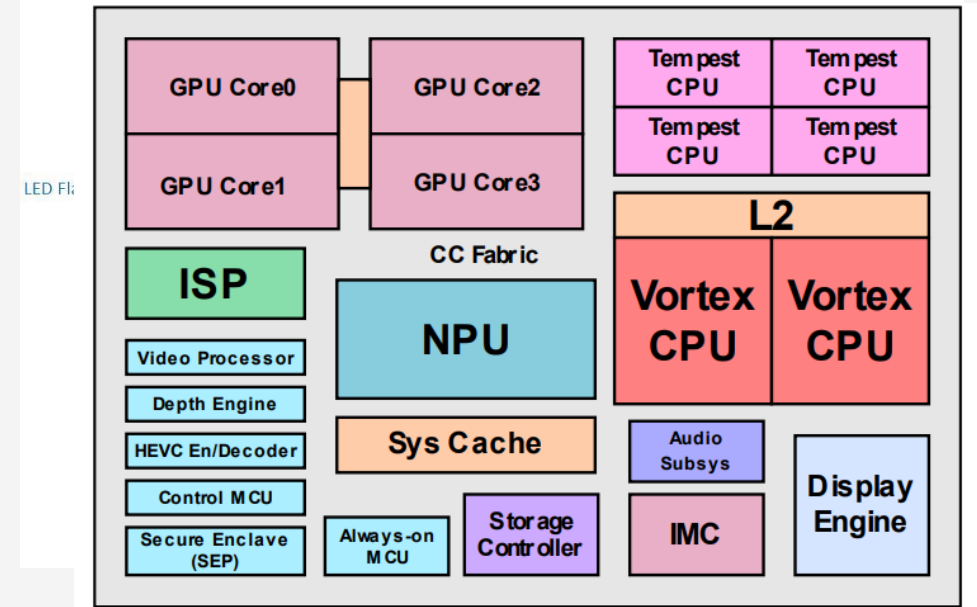 GPU Core0
GPU Core2
GPU Core1
GPU Core3
Tempest
CPU
Tempest
CPU
Tempest
CPU
Tempest
CPU
L2
Vortex
CPU
Vortex
CPU
LED Fl
CC Fabric
ISP
NPU
Video Processor
Depth Engine
HEVC En/Decoder
Control MCU
Secure Enclave
(SEP)
Sys Cache
Always-on
MCU
Storage
Controller
Audio
Subsys
IMC
Display
Engine